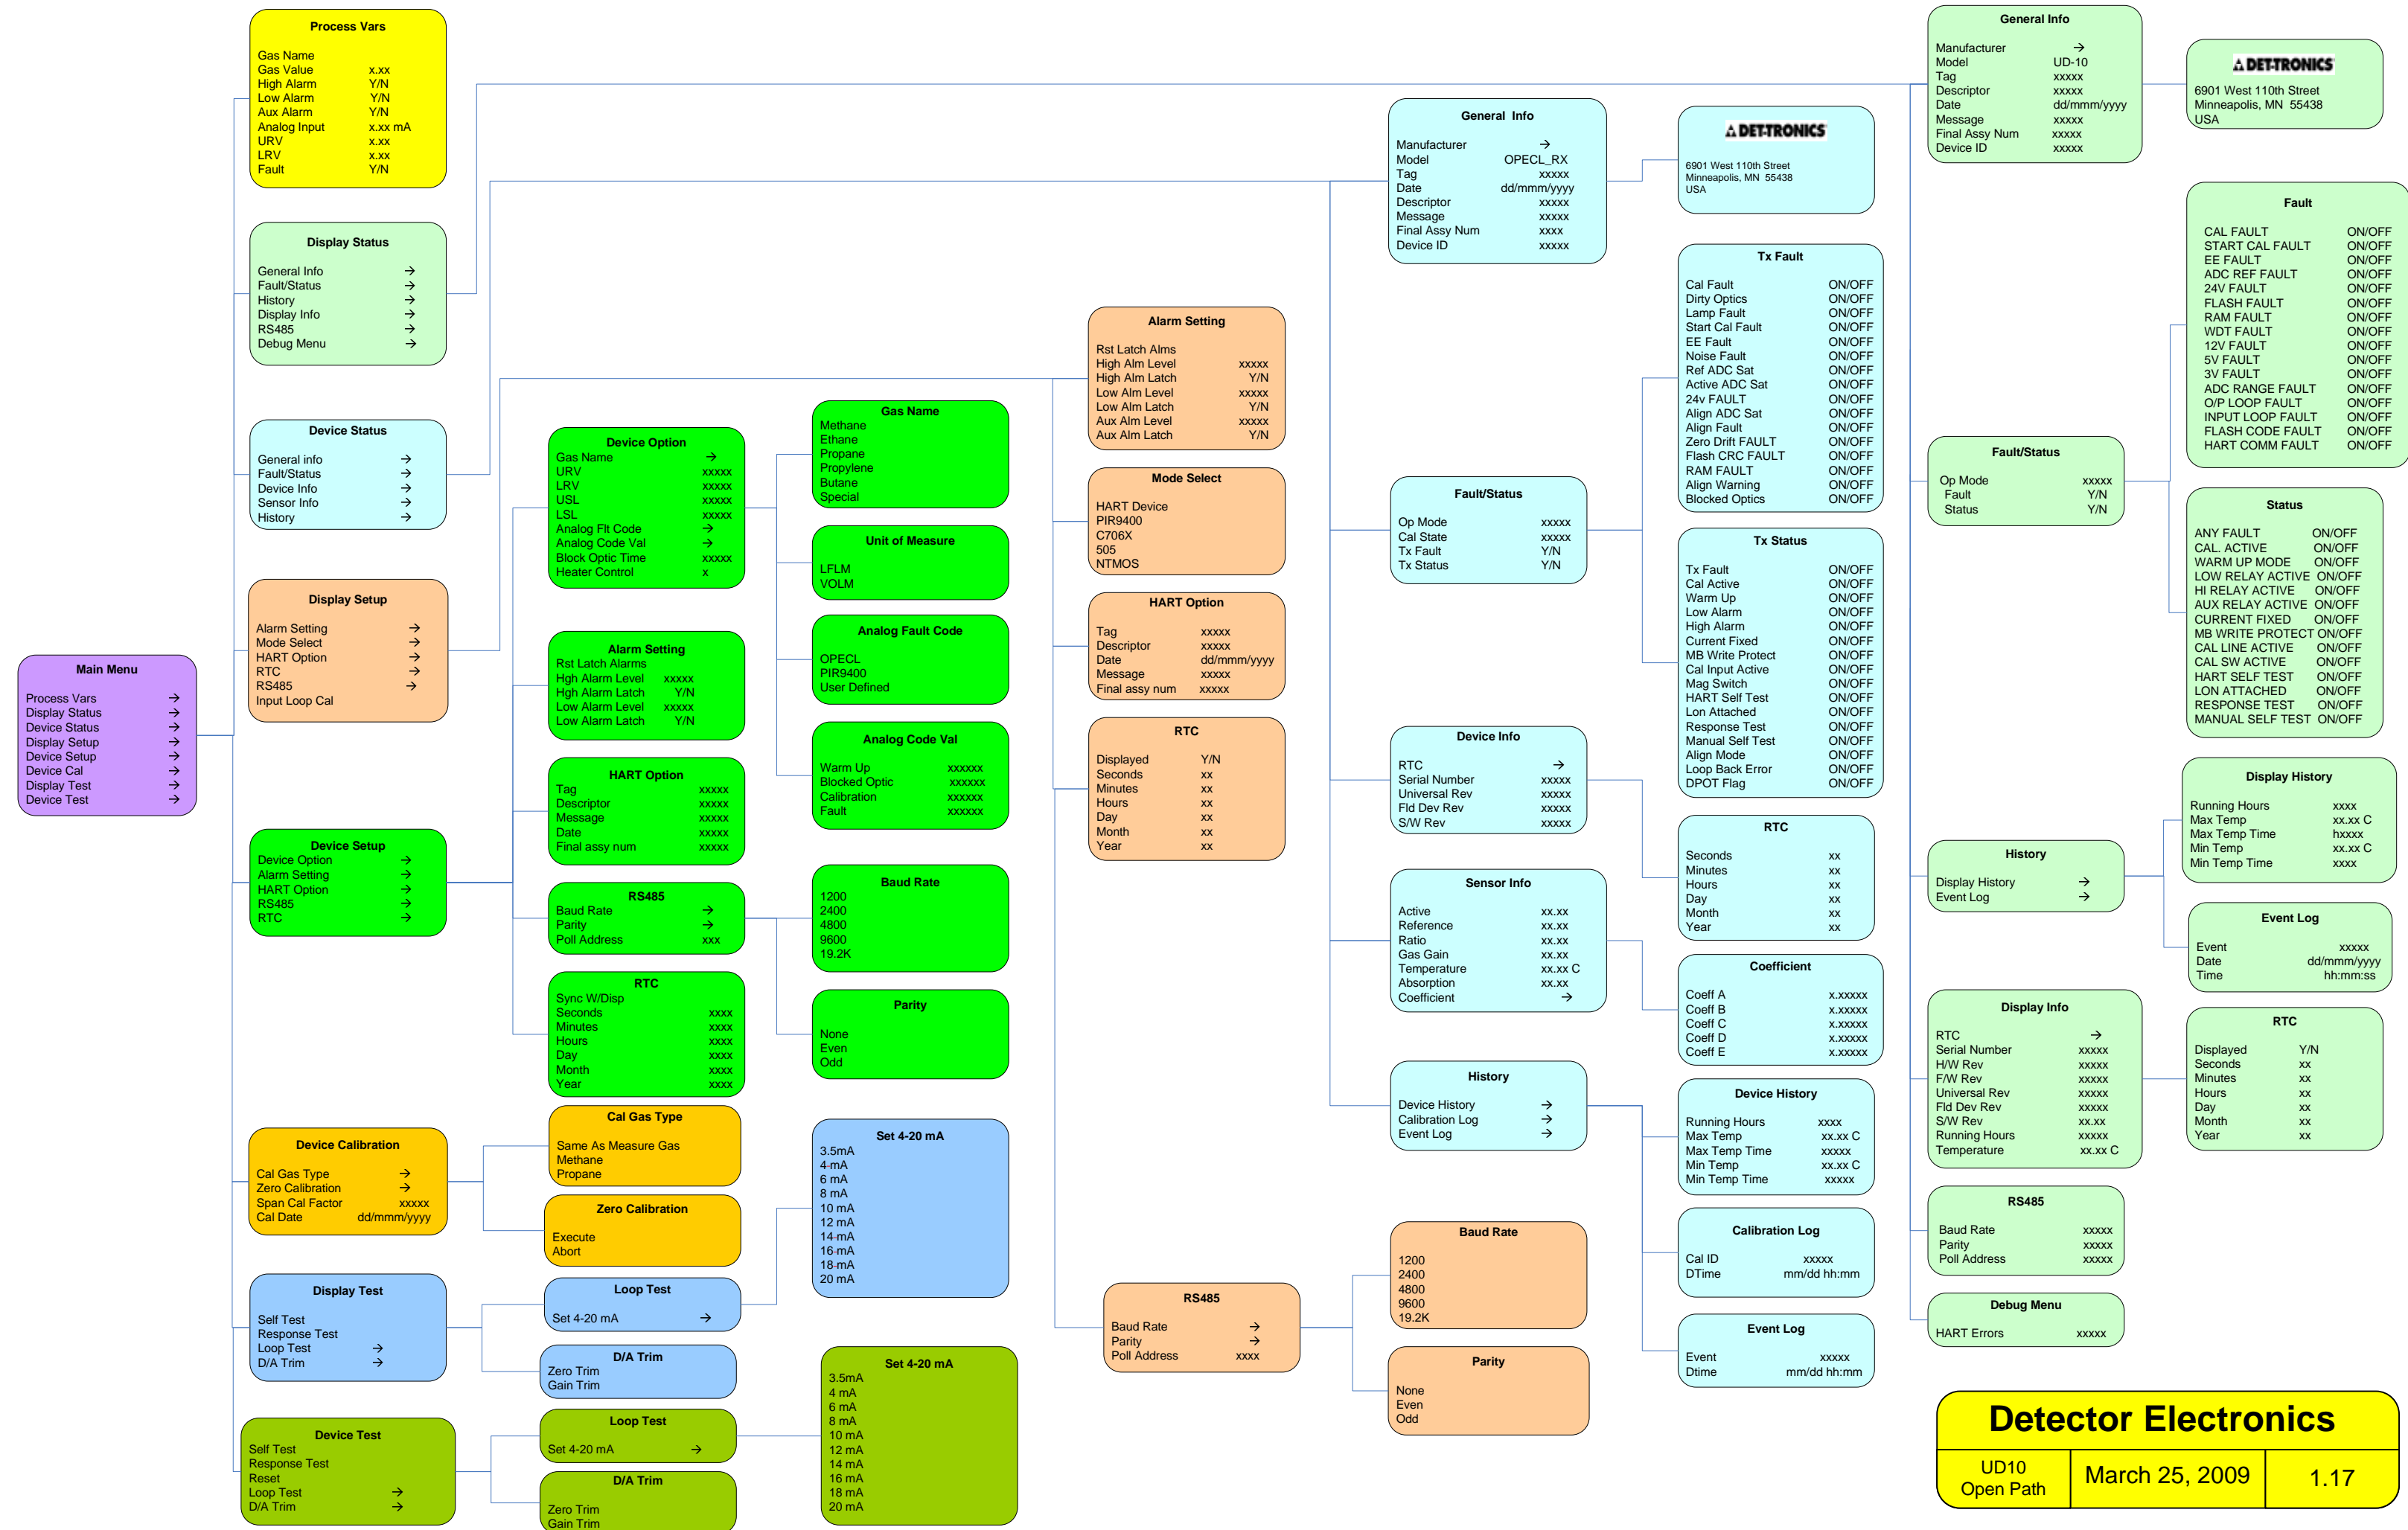 Main Menu
Process Vars →
Display Status →
Device Status →
Display Setup →
Device Setup →
Device Cal →
Display Test →
Device Test →
Process Vars
Gas Name
Gas Value x.xx
High Alarm Y/N
Low Alarm Y/N
Aux Alarm Y/N
Analog Input x.xx mA
URV x.xx
LRV x.xx
Fault Y/N
Display Status
General Info →
Fault/Status →
History →
Display Info →
RS485 →
Debug Menu →
Device Status
General info →
Fault/Status →
Device Info →
Sensor Info →
History →
Display Setup
Alarm Setting →
Mode Select →
HART Option →
RTC →
RS485 →
Input Loop Cal
Device Setup
Device Option →
Alarm Setting →
HART Option →
RS485 →
RTC →
Device Calibration
Cal Gas Type →
Zero Calibration →
Span Cal Factor xxxxx
Cal Date dd/mmm/yyyy
Display Test
Self Test
Response Test
Loop Test →
D/A Trim →
Device Test
Self Test
Response Test
Reset
Loop Test →
D/A Trim →
Device Option
Gas Name →
URV xxxxx
LRV xxxxx
USL xxxxx
LSL xxxxx
Analog Flt Code →
Analog Code Val →
Block Optic Time xxxxx
Heater Control x
Alarm Setting
Rst Latch Alarms
Hgh Alarm Level xxxxx
Hgh Alarm Latch Y/N
Low Alarm Level xxxxx
Low Alarm Latch Y/N
HART Option
Tag xxxxx
Descriptor xxxxx
Message xxxxx
Date xxxxx
Final assy num xxxxx
RS485
Baud Rate →
Parity →
Poll Address xxx
RTC
Sync W/Disp
Seconds xxxx
Minutes xxxx
Hours xxxx
Day xxxx
Month xxxx
Year xxxx
Cal Gas Type
Same As Measure Gas
Methane
Propane
Zero Calibration
Execute
Abort
Loop Test
Set 4-20 mA →
D/A Trim
Zero Trim
Gain Trim
Loop Test
Set 4-20 mA →
D/A Trim
Zero Trim
Gain Trim
Gas Name
Methane
Ethane
Propane
Propylene
Butane
Special
Unit of Measure
LFLM
VOLM
Analog Fault Code
OPECL
PIR9400
User Defined
Analog Code Val
Warm Up xxxxxx
Blocked Optic xxxxxx
Calibration xxxxxx
Fault xxxxxx
Baud Rate
1200
2400
4800
9600
19.2K
Parity
None
Even
Odd
Set 4-20 mA
3.5mA
4-mA
6 mA
8 mA
10 mA
12 mA
14-mA
16-mA
18-mA
20 mA
Set 4-20 mA
3.5mA
4 mA
6 mA
8 mA
10 mA
12 mA
14 mA
16 mA
18 mA
20 mA
Alarm Setting
Rst Latch Alms
High Alm Level xxxxx
High Alm Latch Y/N
Low Alm Level xxxxx
Low Alm Latch Y/N
Aux Alm Level xxxxx
Aux Alm Latch Y/N
Mode Select
HART Device
PIR9400
C706X
505
NTMOS
HART Option
Tag xxxxx
Descriptor xxxxx
Date dd/mmm/yyyy
Message xxxxx
Final assy num xxxxx
RTC
Displayed Y/N
Seconds xx
Minutes xx
Hours xx
Day xx
Month xx
Year xx
RS485
Baud Rate →
Parity →
Poll Address xxxx
Baud Rate
1200
2400
4800
9600
19.2K
Parity
None
Even
Odd
General Info
Manufacturer →
Model OPECL_RX
Tag xxxxx
Date dd/mmm/yyyy
Descriptor xxxxx
Message xxxxx
Final Assy Num xxxx
Device ID xxxxx
DET-TRONICS
6901 West 110th Street
Minneapolis, MN 55438
USA
Fault/Status
Op Mode xxxxx
Cal State xxxxx
Tx Fault Y/N
Tx Status Y/N
Tx Fault
Cal Fault ON/OFF
Dirty Optics ON/OFF
Lamp Fault ON/OFF
Start Cal Fault ON/OFF
EE Fault ON/OFF
Noise Fault ON/OFF
Ref ADC Sat ON/OFF
Active ADC Sat ON/OFF
24v FAULT ON/OFF
Align ADC Sat ON/OFF
Align Fault ON/OFF
Zero Drift FAULT ON/OFF
Flash CRC FAULT ON/OFF
RAM FAULT ON/OFF
Align Warning ON/OFF
Blocked Optics ON/OFF
Tx Status
Tx Fault ON/OFF
Cal Active ON/OFF
Warm Up ON/OFF
Low Alarm ON/OFF
High Alarm ON/OFF
Current Fixed ON/OFF
MB Write Protect ON/OFF
Cal Input Active ON/OFF
Mag Switch ON/OFF
HART Self Test ON/OFF
Lon Attached ON/OFF
Response Test ON/OFF
Manual Self Test ON/OFF
Align Mode ON/OFF
Loop Back Error ON/OFF
DPOT Flag ON/OFF
Device Info
RTC →
Serial Number xxxxx
Universal Rev xxxxx
Fld Dev Rev xxxxx
S/W Rev xxxxx
RTC
Seconds xx
Minutes xx
Hours xx
Day xx
Month xx
Year xx
Sensor Info
Active xx.xx
Reference xx.xx
Ratio xx.xx
Gas Gain xx.xx
Temperature xx.xx C
Absorption xx.xx
Coefficient →
Coefficient
Coeff A x.xxxxx
Coeff B x.xxxxx
Coeff C x.xxxxx
Coeff D x.xxxxx
Coeff E x.xxxxx
History
Device History →
Calibration Log →
Event Log →
Device History
Running Hours xxxx
Max Temp xx.xx C
Max Temp Time xxxxx
Min Temp xx.xx C
Min Temp Time xxxxx
Calibration Log
Cal ID xxxxx
DTime mm/dd hh:mm
Event Log
Event xxxxx
Dtime mm/dd hh:mm
General Info
Manufacturer →
Model UD-10
Tag xxxxx
Descriptor xxxxx
Date dd/mmm/yyyy
Message xxxxx
Final Assy Num xxxxx
Device ID xxxxx
DET-TRONICS
6901 West 110th Street
Minneapolis, MN 55438
USA
Fault/Status
Op Mode xxxxx
Fault Y/N
Status Y/N
Fault
CAL FAULT ON/OFF
START CAL FAULT ON/OFF
EE FAULT ON/OFF
ADC REF FAULT ON/OFF
24V FAULT ON/OFF
FLASH FAULT ON/OFF
RAM FAULT ON/OFF
WDT FAULT ON/OFF
12V FAULT ON/OFF
5V FAULT ON/OFF
3V FAULT ON/OFF
ADC RANGE FAULT ON/OFF
O/P LOOP FAULT ON/OFF
INPUT LOOP FAULT ON/OFF
FLASH CODE FAULT ON/OFF
HART COMM FAULT ON/OFF
Status
ANY FAULT ON/OFF
CAL. ACTIVE ON/OFF
WARM UP MODE ON/OFF
LOW RELAY ACTIVE ON/OFF
HI RELAY ACTIVE ON/OFF
AUX RELAY ACTIVE ON/OFF
CURRENT FIXED ON/OFF
MB WRITE PROTECT ON/OFF
CAL LINE ACTIVE ON/OFF
CAL SW ACTIVE ON/OFF
HART SELF TEST ON/OFF
LON ATTACHED ON/OFF
RESPONSE TEST ON/OFF
MANUAL SELF TEST ON/OFF
History
Display History →
Event Log →
Display History
Running Hours xxxx
Max Temp xx.xx C
Max Temp Time hxxxx
Min Temp xx.xx C
Min Temp Time xxxx
Event Log
Event xxxxx
Date dd/mmm/yyyy
Time hh:mm:ss
Display Info
RTC →
Serial Number xxxxx
H/W Rev xxxxx
F/W Rev xxxxx
Universal Rev xxxxx
Fld Dev Rev xxxxx
S/W Rev xx.xx
Running Hours xxxxx
Temperature xx.xx C
RTC
Displayed Y/N
Seconds xx
Minutes xx
Hours xx
Day xx
Month xx
Year xx
RS485
Baud Rate xxxxx
Parity xxxxx
Poll Address xxxxx
Debug Menu
HART Errors xxxxx
Detector Electronics
UD10
Open Path
March 25, 2009
1.17